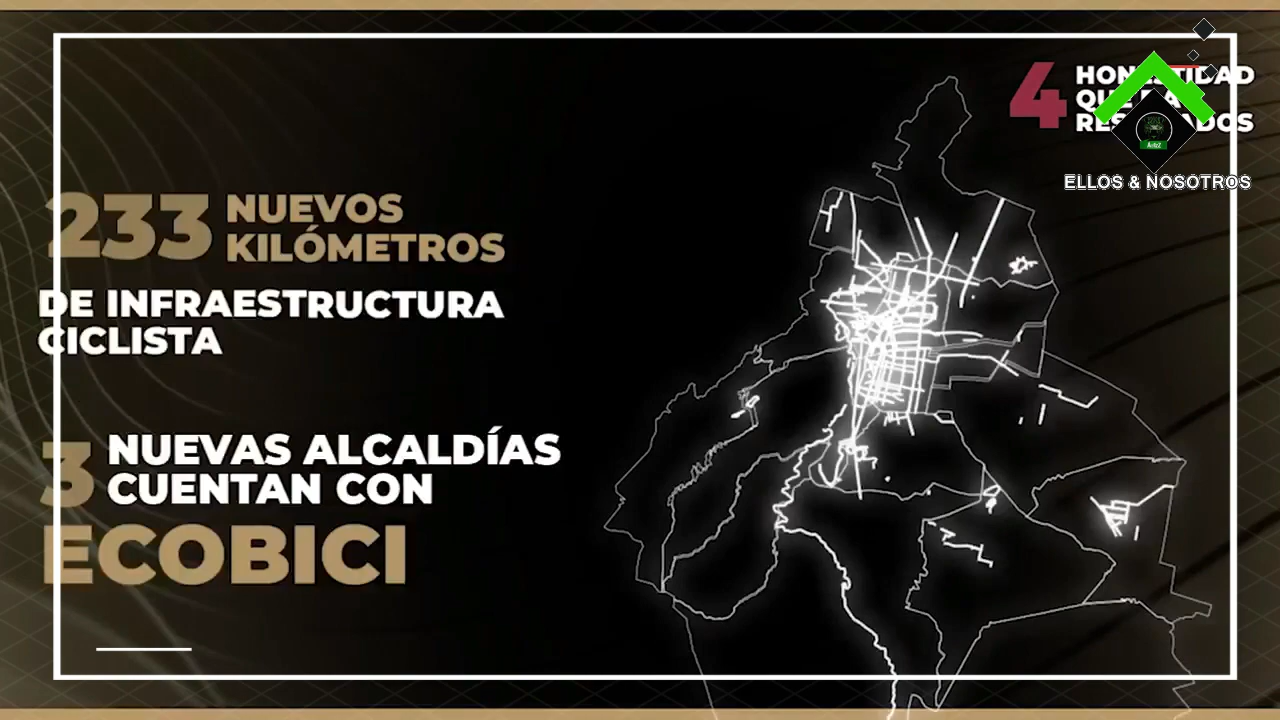 233 NUEVOS
KILÓMETROS
DE INFRAESTRUCTURA
CICLISTA
3 NUEVAS ALCALDÍAS
CUENTAN CON
ECOBICI
4
ELLOS & NOSOTROS